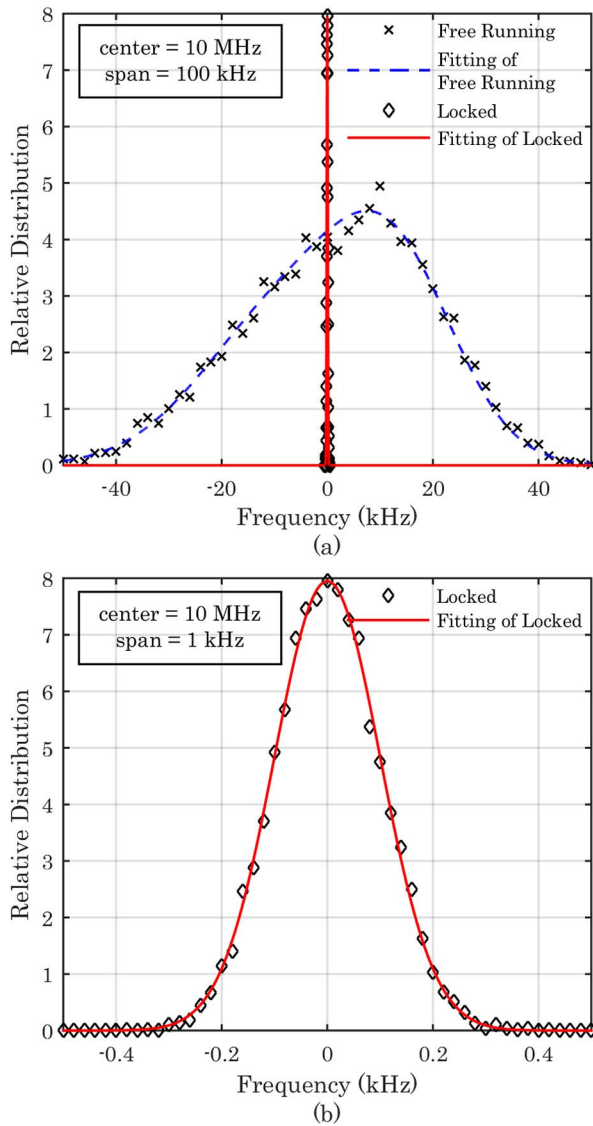 8
7
6
5
4
3
2
1
0
Relative Distribution
center = 10 MHz
span = 100 kHz
Free Running
Fitting of
Free Running
Locked
Fitting of Locked
-40 -20 0 20 40
Frequency (kHz)
(a)
8
7
6
5
4
3
2
1
0
Relative Distribution
center = 10 MHz
span = 1 kHz
Locked
Fitting of Locked
-0.4 -0.2 0 0.2 0.4
Frequency (kHz)
(b)